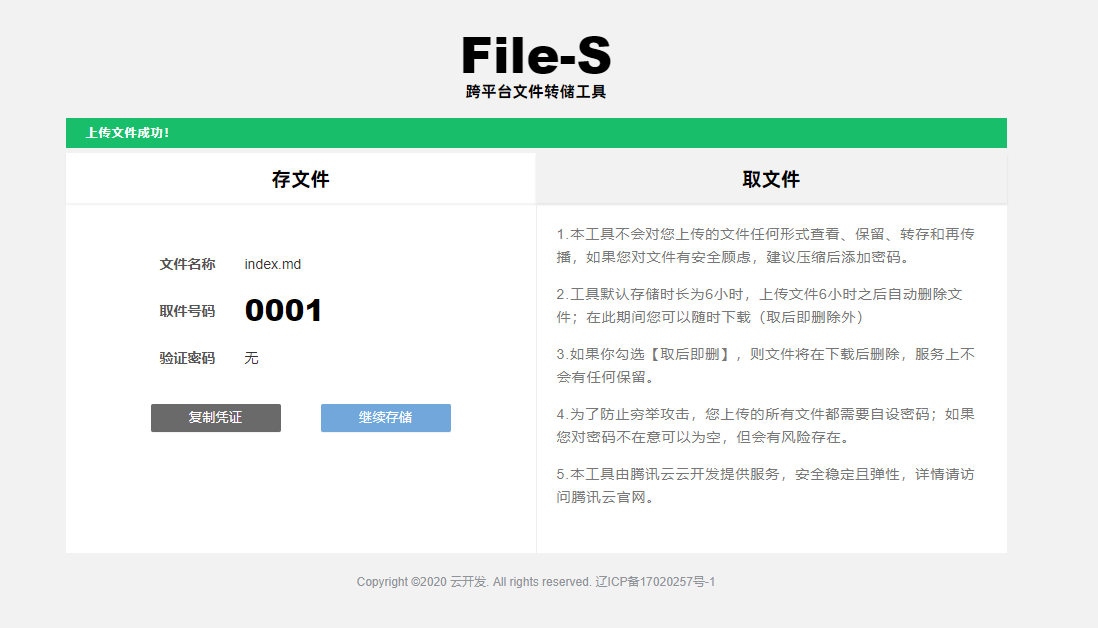 File-S
跨平台文件转储工具
上传文件成功！
存文件
取文件
文件名称 index.md
取件号码 0001
验证密码 无
复制凭证 继续存储
1.本工具不会对您上传的文件任何形式查看、保留、转存和再传
播，如果您对文件有安全顾虑，建议压缩后添加密码。
2.工具默认存储时长为6小时，上传文件6小时之后自动删除文
件；在此期间您可以随时下载（取后即删除外）
3.如果你勾选【取后即删】，则文件将在下载后删除，服务上不
会有任何保留。
4.为了防止穷举攻击，您上传的所有文件都需要自设密码；如果
您对密码不在意可以为空，但会有风险存在。
5.本工具由腾讯云云开发提供服务，安全稳定且弹性，详情请访
问腾讯云官网。
Copyright ©2020 云开发. All rights reserved. 辽ICP备17020257号-1